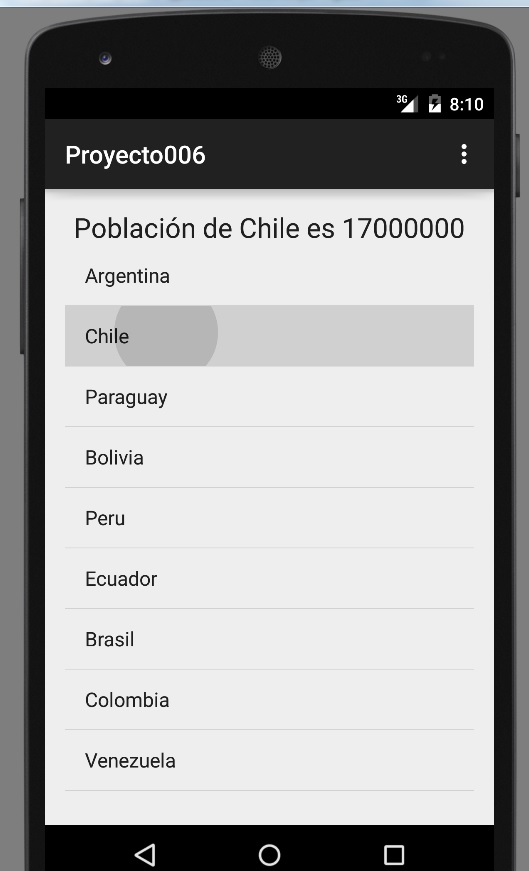 3G 8:10
Proyecto006
Población de Chile es 17000000
Argentina
Chile
Paraguay
Bolivia
Peru
Ecuador
Brasil
Colombia
Venezuela